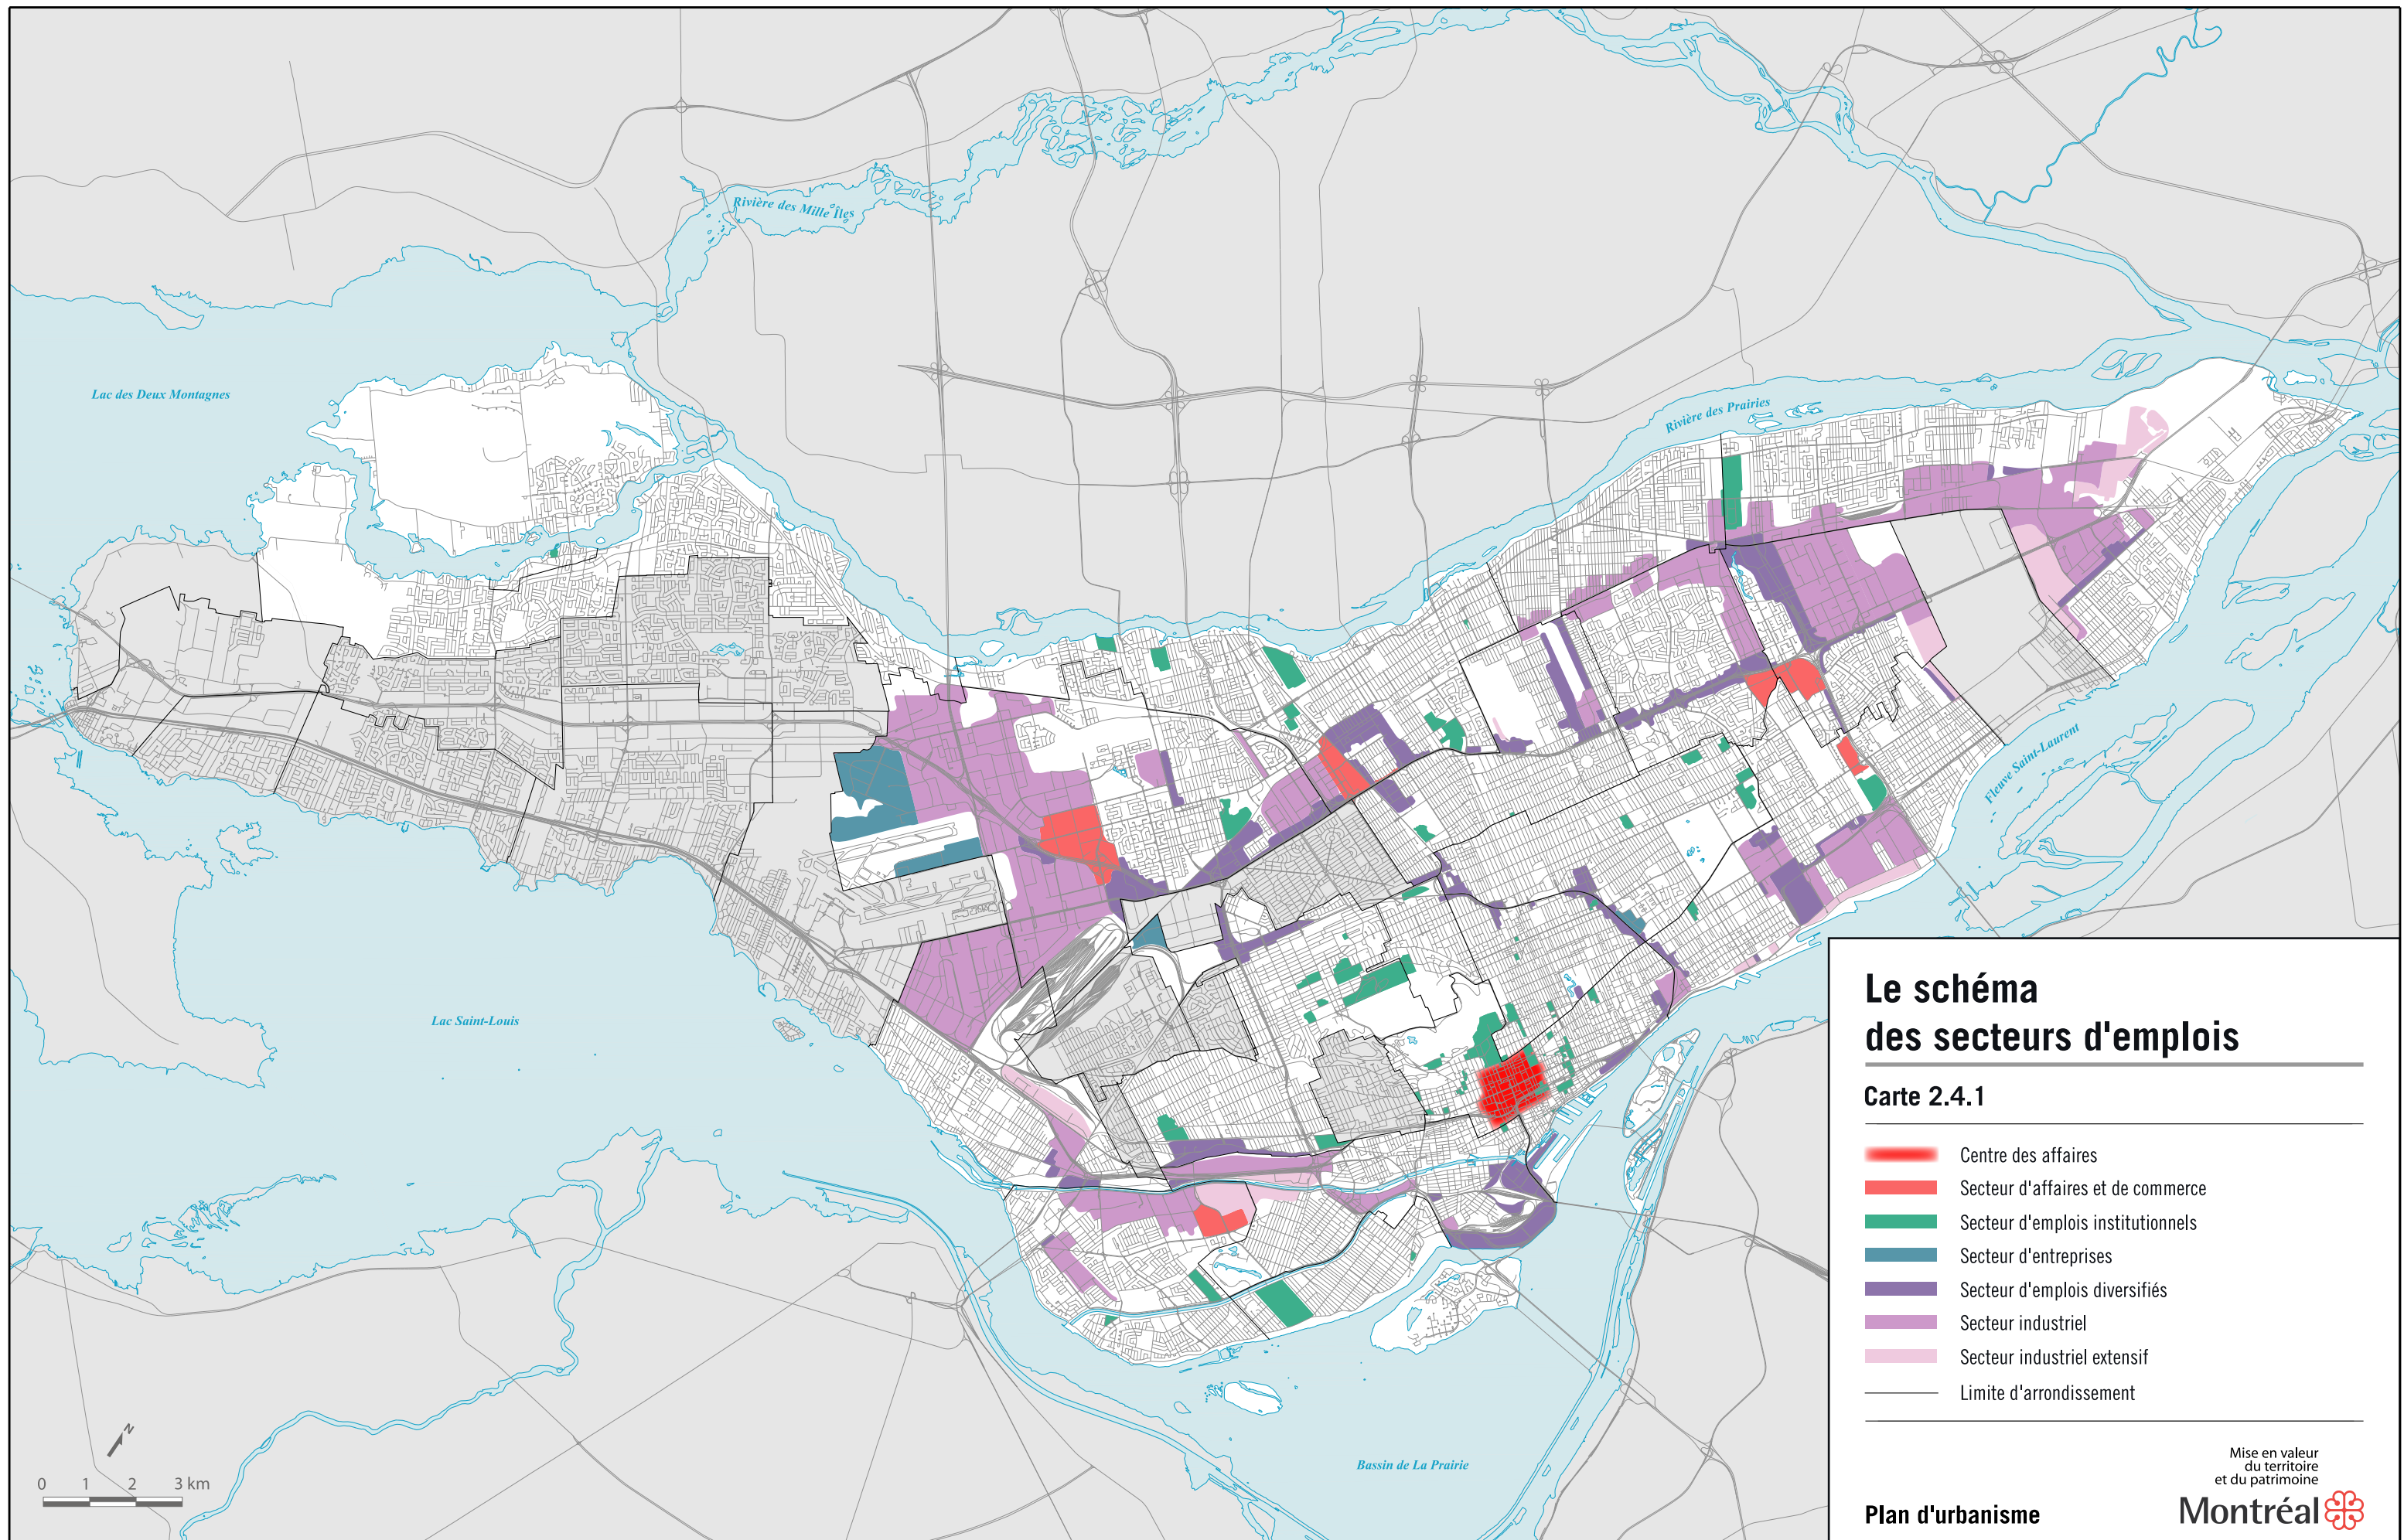 Rivière des Mille Îles
Lac des Deux Montagnes
Rivière des Prairies
Fleuve Saint-Laurent
Lac Saint-Louis
Bassin de La Prairie
N
0 1 2 3 km
Le schéma
des secteurs d'emplois
Carte 2.4.1
Centre des affaires
Secteur d'affaires et de commerce
Secteur d'emplois institutionnels
Secteur d'entreprises
Secteur d'emplois diversifiés
Secteur industriel
Secteur industriel extensif
Limite d'arrondissement
Mise en valeur
du territoire
et du patrimoine
Plan d'urbanisme
Montréal